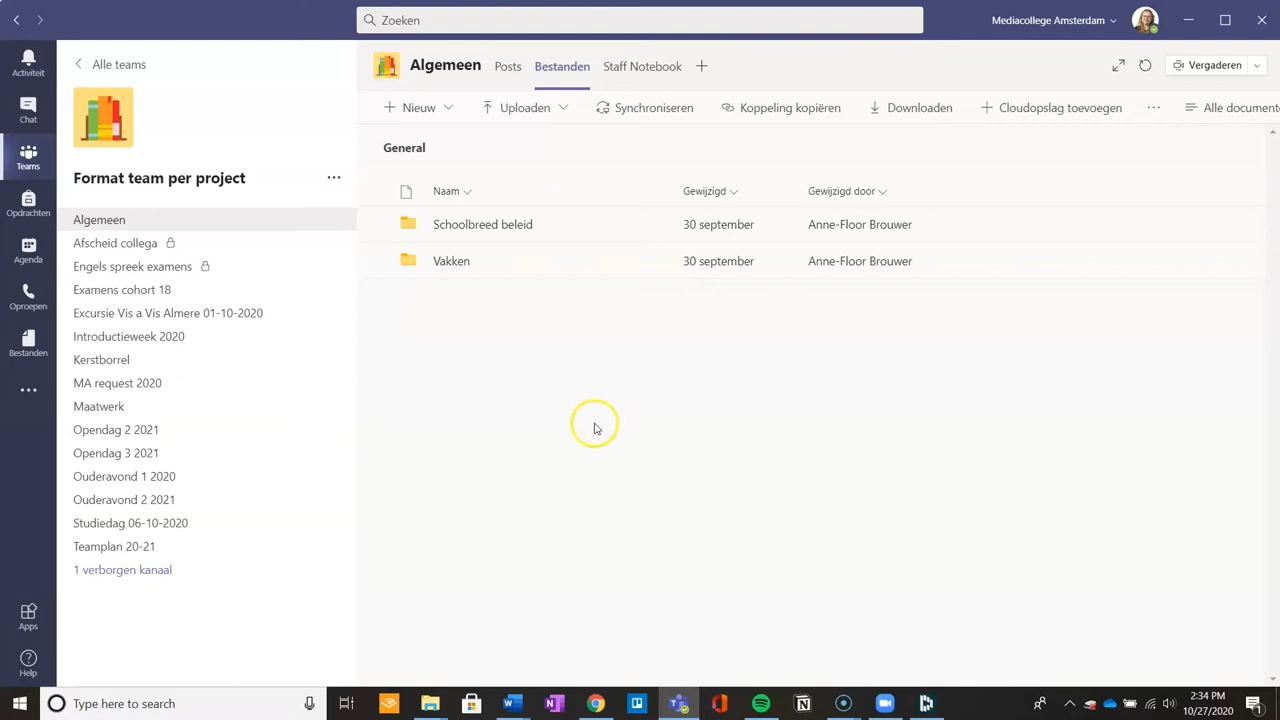 Zoeken
Mediacollege Amsterdam
Activiteit
Chat
Teams
Opdrachten
Agenda
Oproepen
Bestanden
Apps
Help
Alle teams
Format team per project
Algemeen
Afscheid collega
Engels spreek examens
Examens cohort 18
Excursie Vis a Vis Almere 01-10-2020
Introductieweek 2020
Kerstborrel
MA request 2020
Maatwerk
Opendag 2 2021
Opendag 3 2021
Ouderavond 1 2020
Ouderavond 2 2021
Studiedag 06-10-2020
Teamplan 20-21
1 verborgen kanaal
Algemeen Posts Bestanden Staff Notebook
Vergaderen
Nieuw Uploaden Synchroniseren Koppeling kopiëren Downloaden Cloudopslag toevoegen Alle document
General
Naam Gewijzigd Gewijzigd door
Schoolbreed beleid 30 september Anne-Floor Brouwer
Vakken 30 september Anne-Floor Brouwer
Type here to search
2:34 PM
10/27/2020